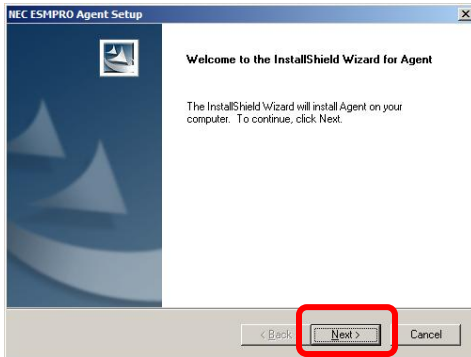 NEC ESMPRO Agent Setup
Welcome to the InstallShield Wizard for Agent
The InstallShield Wizard will install Agent on your
computer. To continue, click Next.
< Back
Next >
Cancel